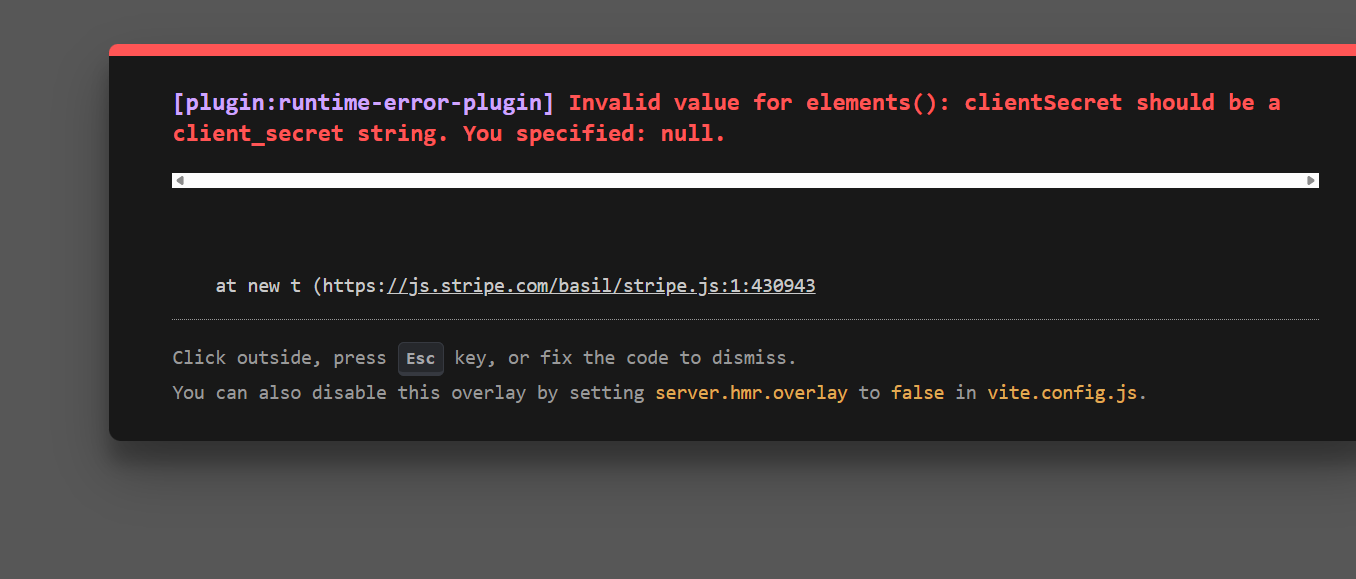 [plugin:runtime-error-plugin] Invalid value for elements(): clientSecret should be a
client_secret string. You specified: null.
at new t (https://js.stripe.com/basil/stripe.js:1:430943
Click outside, press Esc key, or fix the code to dismiss.
You can also disable this overlay by setting server.hmr.overlay to false in vite.config.js.